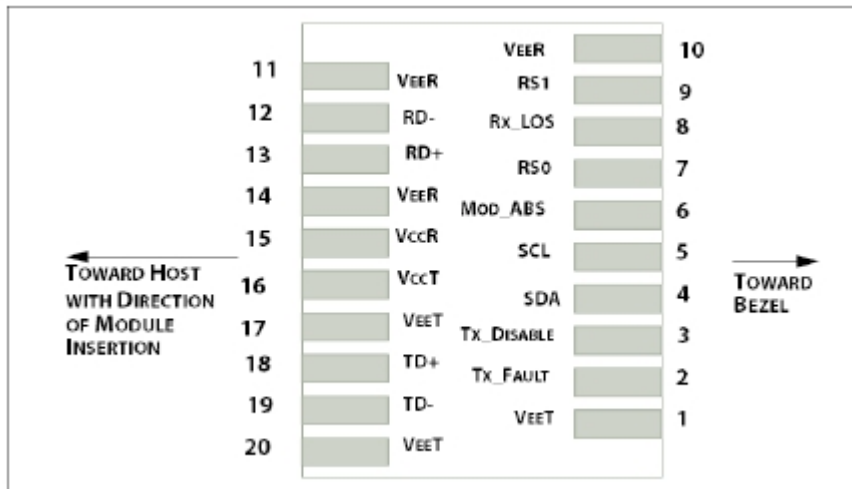 11 VEER
12 RD-
13 RD+
14 VEER
15 VCCR
16 VCCT
17 VEET
18 TD+
19 TD-
20 VEET
VEER 10
RS1 9
RX_LOS 8
RS0 7
MOD_ABS 6
SCL 5
SDA 4
TX_DISABLE 3
TX_FAULT 2
VEET 1
TOWARD HOST
WITH DIRECTION
OF MODULE
INSERTION
TOWARD
BEZEL